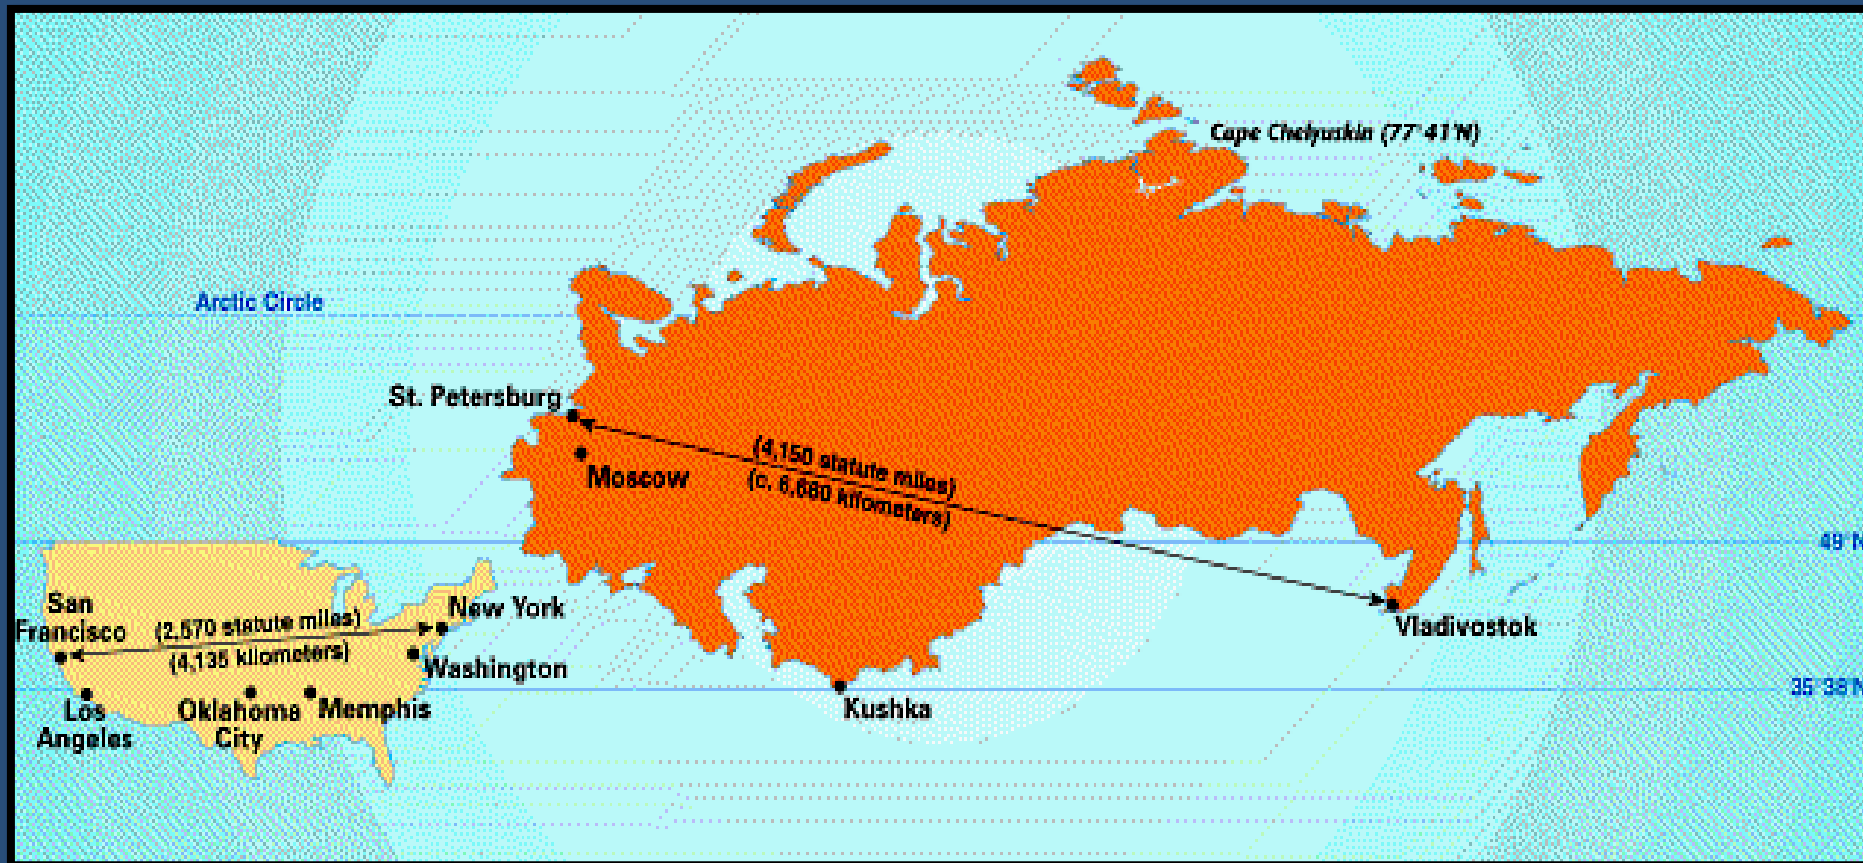 Cape Chelyuskin (77°41'N)
Arctic Circle
St. Petersburg
(4,150 statute miles)
(c. 6,680 kilometers)
Moscow
49°N
San
Francisco
(2,570 statute miles)
(4,135 kilometers)
New York
Washington
Vladivostok
35°38'N
Los
Angeles
Oklahoma
City
Memphis
Kushka